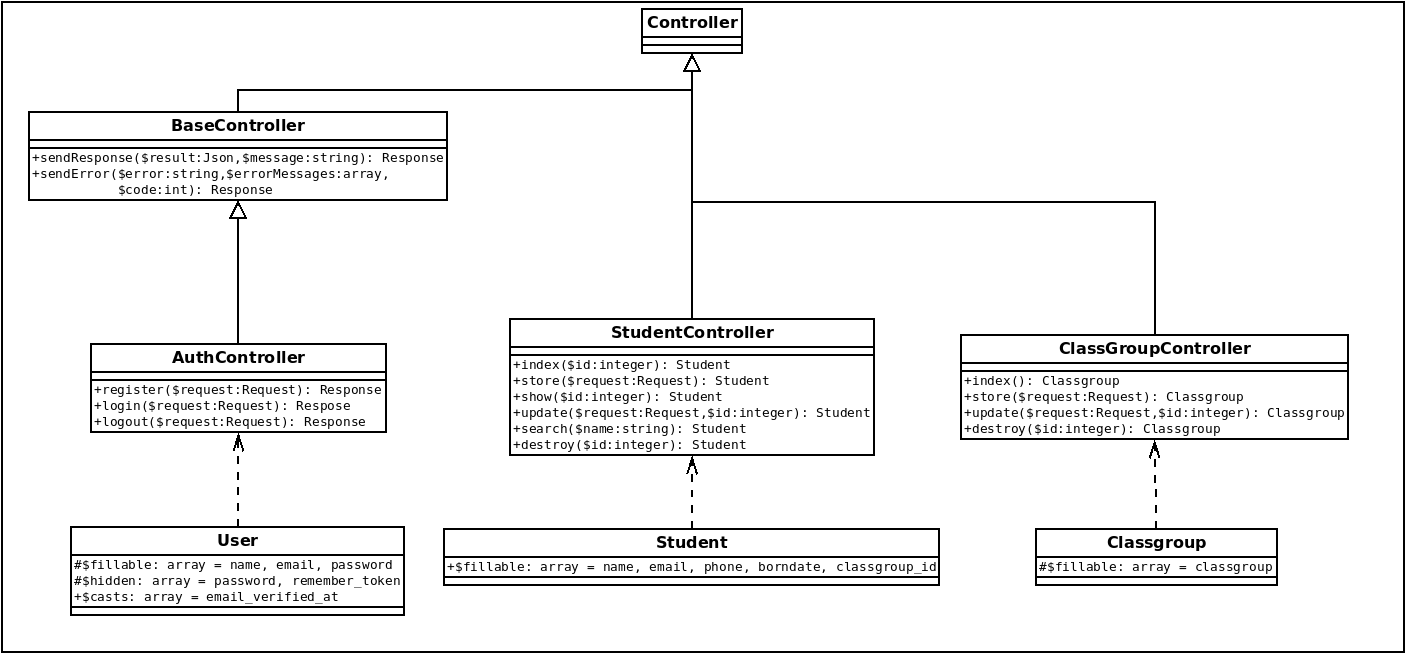 Controller
BaseController
+sendResponse($result:Json,$message:string): Response
+sendError($error:string,$errorMessages:array,
$code:int): Response
AuthController
+register($request:Request): Response
+login($request:Request): Respose
+logout($request:Request): Response
StudentController
+index($id:integer): Student
+store($request:Request): Student
+show($id:integer): Student
+update($request:Request,$id:integer): Student
+search($name:string): Student
+destroy($id:integer): Student
ClassGroupController
+index(): Classgroup
+store($request:Request): Classgroup
+update($request:Request,$id:integer): Classgroup
+destroy($id:integer): Classgroup
User
#$fillable: array = name, email, password
#$hidden: array = password, remember_token
+$casts: array = email_verified_at
Student
+$fillable: array = name, email, phone, borndate, classgroup_id
Classgroup
#$fillable: array = classgroup